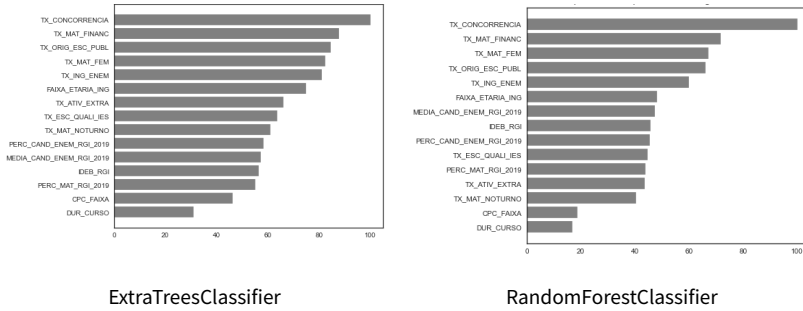 TX_CONCORRENCIA
TX_MAT_FINANC
TX_ORIG_ESC_PUBL
TX_MAT_FEM
TX_ING_ENEM
FAIXA_ETARIA_ING
TX_ATIV_EXTRA
TX_ESC_QUALI_IES
TX_MAT_NOTURNO
PERC_CAND_ENEM_RGI_2019
MEDIA_CAND_ENEM_RGI_2019
IDEB_RGI
PERC_MAT_RGI_2019
CPC_FAIXA
DUR_CURSO
0 20 40 60 80 100
ExtraTreesClassifier
TX_CONCORRENCIA
TX_MAT_FINANC
TX_MAT_FEM
TX_ORIG_ESC_PUBL
TX_ING_ENEM
FAIXA_ETARIA_ING
MEDIA_CAND_ENEM_RGI_2019
IDEB_RGI
PERC_CAND_ENEM_RGI_2019
TX_ESC_QUALI_IES
PERC_MAT_RGI_2019
TX_ATIV_EXTRA
TX_MAT_NOTURNO
CPC_FAIXA
DUR_CURSO
0 20 40 60 80 100
RandomForestClassifier